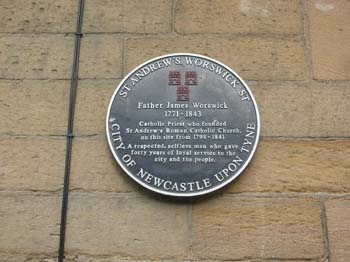 ST ANDREW'S, WORSWICK ST
Father James Worswick
1771-1843
Catholic Priest who founded
St Andrew's Roman Catholic Church,
on this site from 1798-1841
A respected, selfless man who gave
forty years of loyal service to the
city and the people.
CITY OF NEWCASTLE UPON TYNE